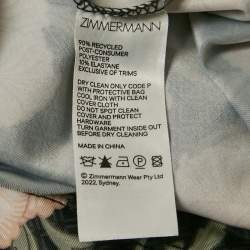 ZIMMERMANN
90% RECYCLED
POST-CONSUMER
POLYESTER
10% ELASTANE
EXCLUSIVE OF TRIMS
DRY CLEAN ONLY CODE P
WITH PROTECTIVE BAG
COOL IRON WITH CLEAN
COVER CLOTH
DO NOT SPOT CLEAN
COVER AND PROTECT
HARDWARE
TURN GARMENT INSIDE OUT
BEFORE DRY CLEANING
MADE IN CHINA
© Zimmermann Wear Pty Ltd
2022, Sydney.